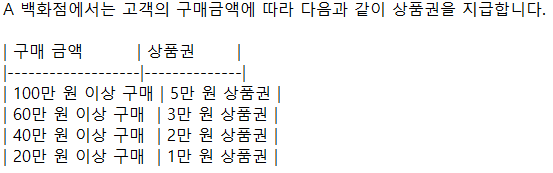 A 백화점에서는 고객의 구매금액에 따라 다음과 같이 상품권을 지급합니다.
| 구매 금액 | 상품권 |
|-------------------|--------------|
| 100만 원 이상 구매 | 5만 원 상품권 |
| 60만 원 이상 구매 | 3만 원 상품권 |
| 40만 원 이상 구매 | 2만 원 상품권 |
| 20만 원 이상 구매 | 1만 원 상품권 |